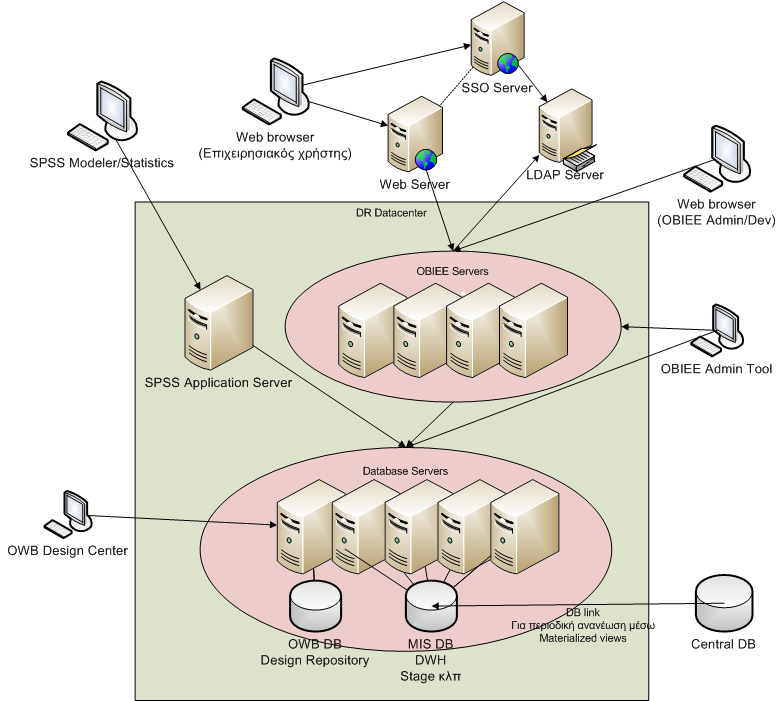 SSO Server
Web browser
(Επιχειρησιακός χρήστης)
SPSS Modeler/Statistics
Web Server
LDAP Server
Web browser
(OBIEE Admin/Dev)
DR Datacenter
OBIEE Servers
SPSS Application Server
OBIEE Admin Tool
Database Servers
OWB Design Center
OWB DB
Design Repository
MIS DB
DWH
Stage κλπ
DB link
Για περιοδική ανανέωση μέσω
Materialized views
Central DB